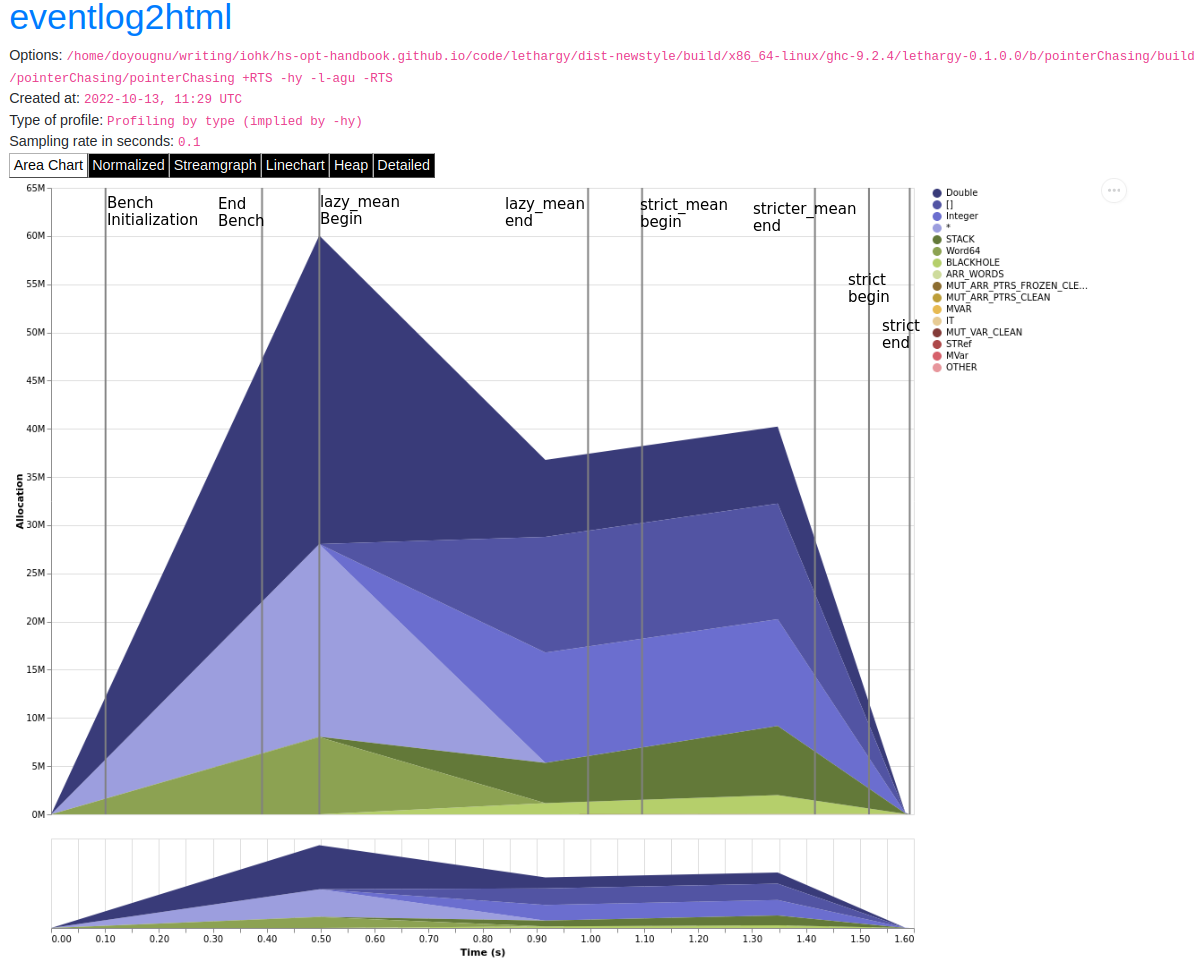 eventlog2html
Options: /home/doyougnu/writing/iohk/hs-opt-handbook.github.io/code/lethargy/dist-newstyle/build/x86_64-linux/ghc-9.2.4/lethargy-0.1.0.0/b/pointerChasing/build
/pointerChasing/pointerChasing +RTS -hy -l-agu -RTS
Created at: 2022-10-13, 11:29 UTC
Type of profile: Profiling by type (implied by -hy)
Sampling rate in seconds: 0.1
Area Chart Normalized Streamgraph Linechart Heap Detailed
65M
60M
55M
50M
45M
40M
35M
30M
25M
20M
15M
10M
5M
0M
Allocation
Bench
Initialization
End
Bench
lazy_mean
Begin
lazy_mean
end
strict_mean
begin
stricter_mean
end
strict
begin
strict
end
Double
[]
Integer
*
STACK
Word64
BLACKHOLE
ARR_WORDS
MUT_ARR_PTRS_FROZEN_CLE...
MUT_ARR_PTRS_CLEAN
MVAR
IT
MUT_VAR_CLEAN
STRef
MVar
OTHER
0.00 0.10 0.20 0.30 0.40 0.50 0.60 0.70 0.80 0.90 1.00 1.10 1.20 1.30 1.40 1.50 1.60
Time (s)